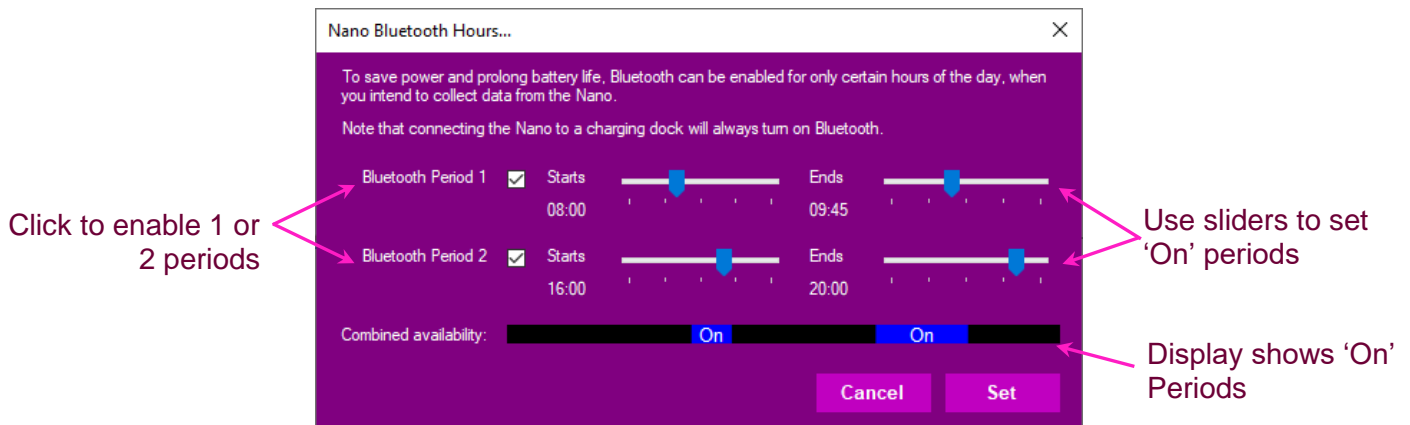 Nano Bluetooth Hours...
To save power and prolong battery life, Bluetooth can be enabled for only certain hours of the day, when
you intend to collect data from the Nano.
Note that connecting the Nano to a charging dock will always turn on Bluetooth.
Bluetooth Period 1 Starts Ends
08:00 09:45
Click to enable 1 or
2 periods
Use sliders to set
‘On’ periods
Bluetooth Period 2 Starts Ends
16:00 20:00
Combined availability: On On
Display shows ‘On’
Periods
Cancel Set